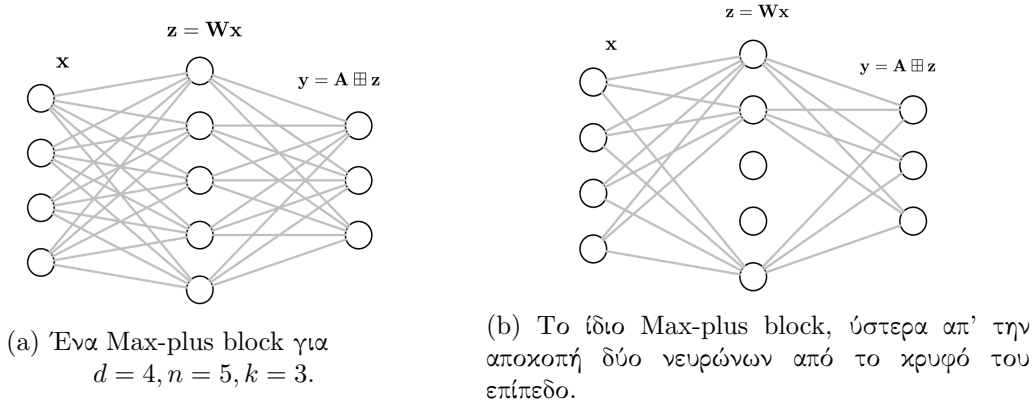 z = Wx
x
y = A ⊞ z
(a) Ένα Max-plus block για
d = 4, n = 5, k = 3.
z = Wx
x
y = A ⊞ z
(b) Το ίδιο Max-plus block, ύστερα απ’ την
αποκοπή δύο νευρώνων από το κρυφό του
επίπεδο.